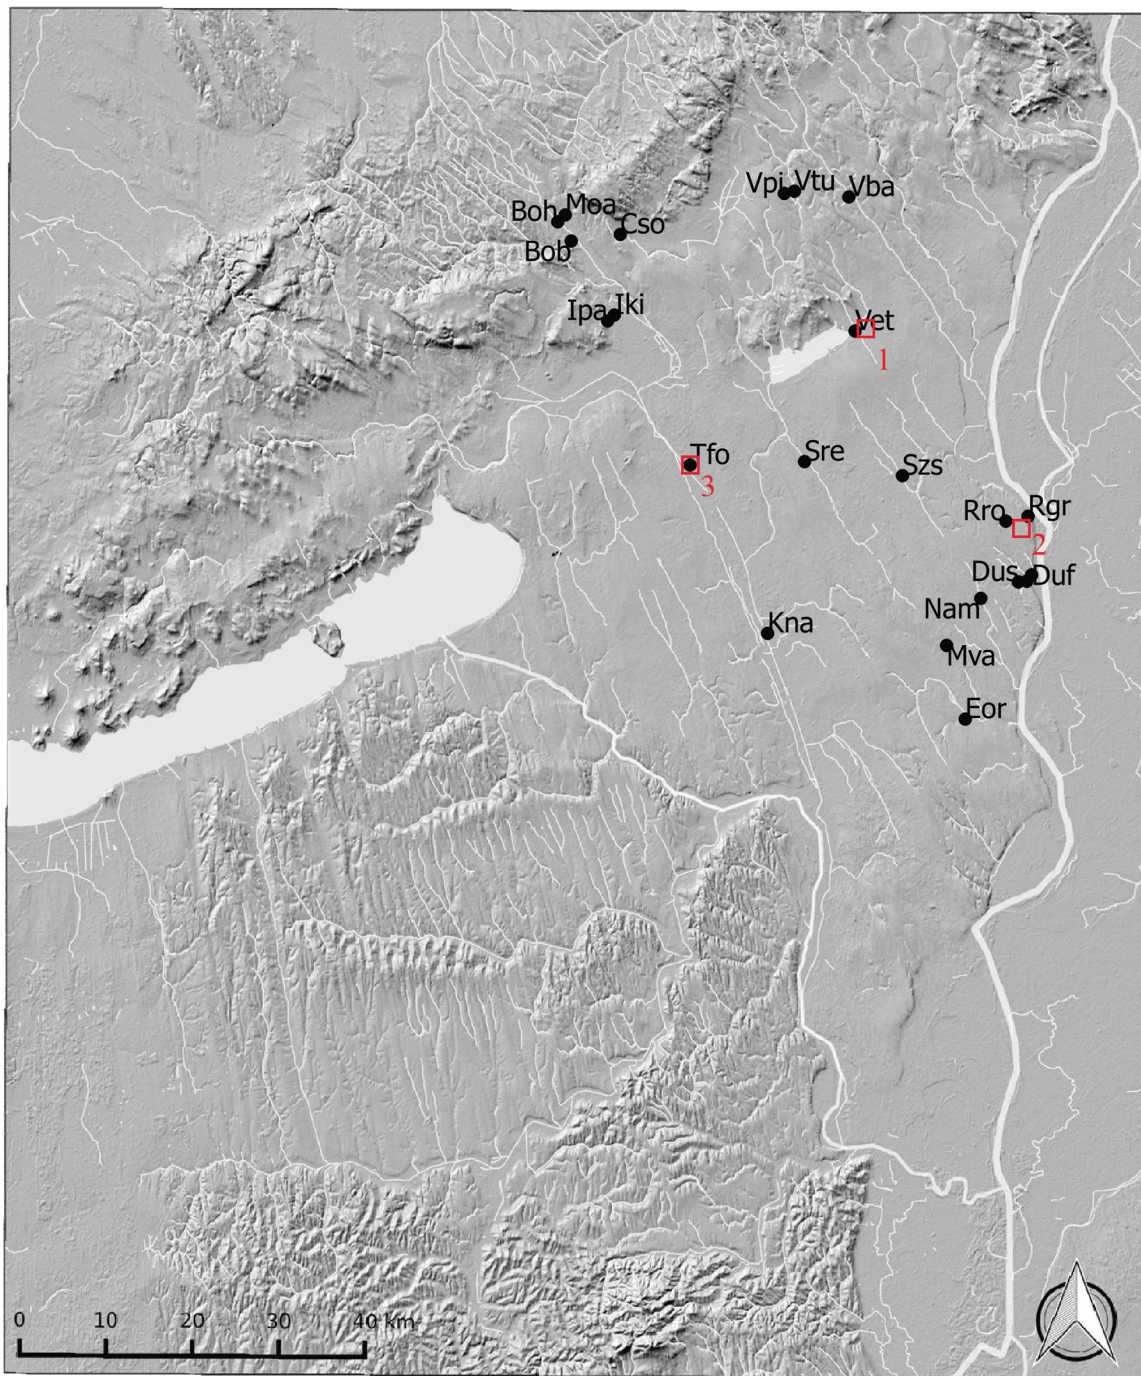 Vpi Vtu Vba
Boh Moa
Cso
Bob
Ipa Iki
Vet
1
Tfo Sre
Szs
3
Rro Rgr
2
Dus Duf
Nam
Kna
Mva
Eor
0 10 20 30 40 km